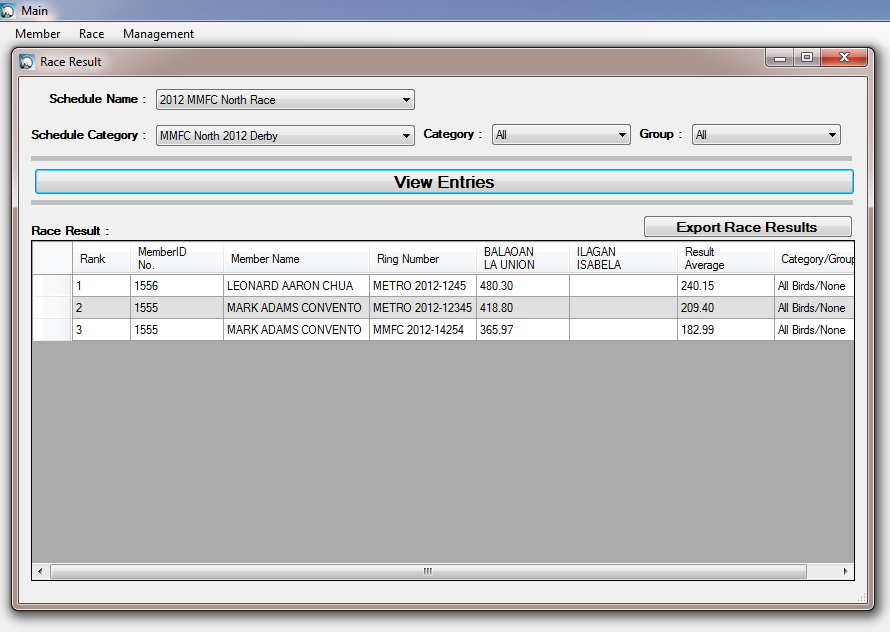 Main
Member Race Management
Race Result
Schedule Name : 2012 MMFC North Race
Schedule Category : MMFC North 2012 Derby Category : All Group : All
View Entries
Race Result : Export Race Results
Rank MemberID No. Member Name Ring Number BALAOAN LA UNION ILAGAN ISABELA Result Average Category/Group
1 1556 LEONARD AARON CHUA METRO 2012-1245 480.30 240.15 All Birds/None
2 1555 MARK ADAMS CONVENTO METRO 2012-12345 418.80 209.40 All Birds/None
3 1555 MARK ADAMS CONVENTO MMFC 2012-14254 365.97 182.99 All Birds/None